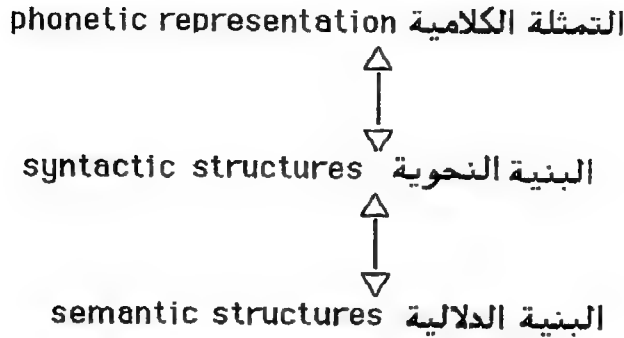 phonetic representation التمثلة الكلامية
syntactic structures البنية النحوية
semantic structures البنية الدلالية